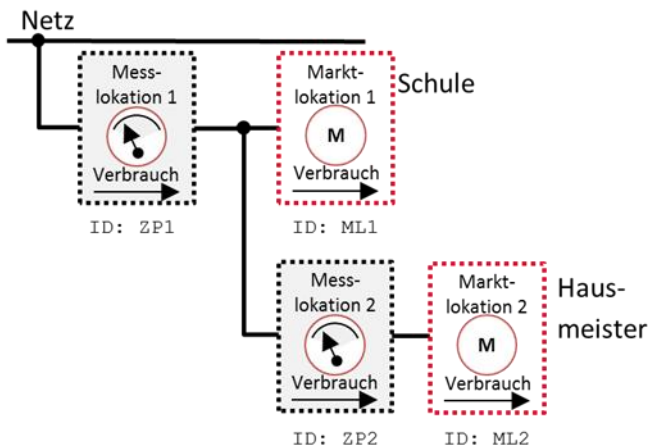 Netz
Mess-
lokation 1
Verbrauch
ID: ZP1
Markt-
lokation 1
M
Verbrauch
ID: ML1
Schule
Mess-
lokation 2
Verbrauch
ID: ZP2
Markt-
lokation 2
M
Verbrauch
ID: ML2
Haus-
meister